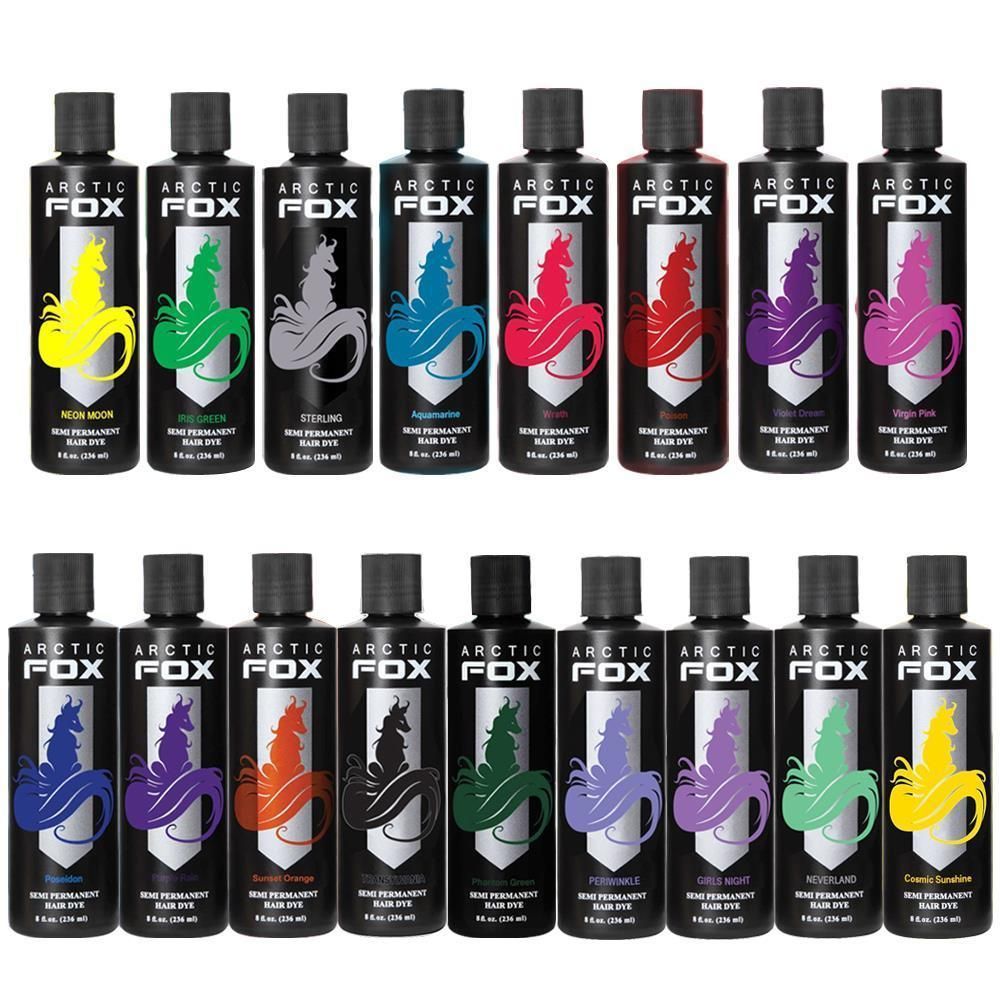 ARCTIC
FOX
NEON MOON
SEMI PERMANENT
HAIR DYE
8 fl.oz. (236 ml)
ARCTIC
FOX
IRIS GREEN
SEMI PERMANENT
HAIR DYE
8 fl.oz. (236 ml)
ARCTIC
FOX
STERLING
SEMI PERMANENT
HAIR DYE
8 fl.oz. (236 ml)
ARCTIC
FOX
Aquamarine
SEMI PERMANENT
HAIR DYE
8 fl.oz. (236 ml)
ARCTIC
FOX
Wrath
SEMI PERMANENT
HAIR DYE
8 fl.oz. (236 ml)
ARCTIC
FOX
Poison
SEMI PERMANENT
HAIR DYE
8 fl.oz. (236 ml)
ARCTIC
FOX
Violet Dream
SEMI PERMANENT
HAIR DYE
8 fl.oz. (236 ml)
ARCTIC
FOX
Virgin Pink
SEMI PERMANENT
HAIR DYE
8 fl.oz. (236 ml)
ARCTIC
FOX
Poseidon
SEMI PERMANENT
HAIR DYE
8 fl.oz. (236 ml)
ARCTIC
FOX
Purple Rain
SEMI PERMANENT
HAIR DYE
8 fl.oz. (236 ml)
ARCTIC
FOX
Sunset Orange
SEMI PERMANENT
HAIR DYE
8 fl.oz. (236 ml)
ARCTIC
FOX
TRANSYLVANIA
SEMI PERMANENT
HAIR DYE
8 fl.oz. (236 ml)
ARCTIC
FOX
Phantom Green
SEMI PERMANENT
HAIR DYE
8 fl.oz. (236 ml)
ARCTIC
FOX
PERIWINKLE
SEMI PERMANENT
HAIR DYE
8 fl.oz. (236 ml)
ARCTIC
FOX
GIRLS NIGHT
SEMI PERMANENT
HAIR DYE
8 fl.oz. (236 ml)
ARCTIC
FOX
NEVERLAND
SEMI PERMANENT
HAIR DYE
8 fl.oz. (236 ml)
ARCTIC
FOX
Cosmic Sunshine
SEMI PERMANENT
HAIR DYE
8 fl.oz. (236 ml)